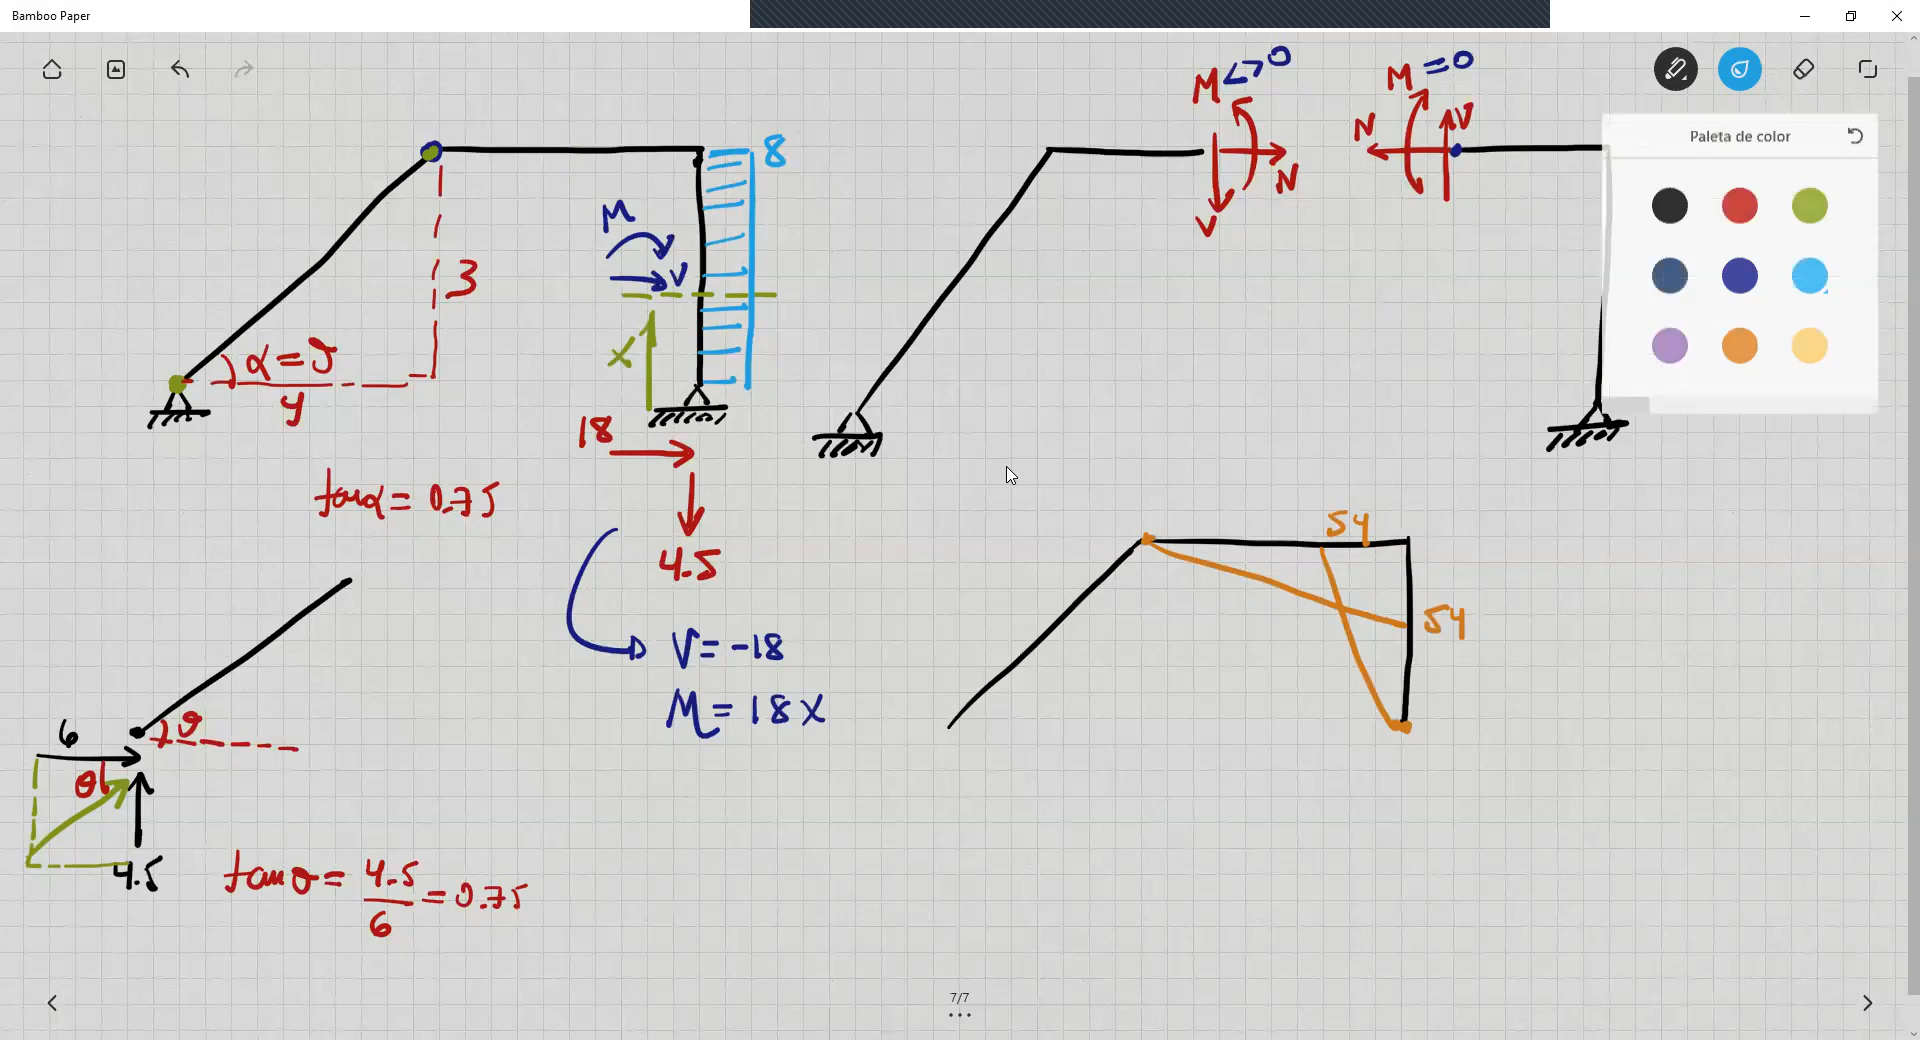 Bamboo Paper
M<>0
M=0
N
V
N
V
Paleta de color
8
M
V
3
α=θ
x
4
18
tanα=0.75
4.5
54
54
V=-18
M=18x
θ
6
θ
4.5
tanθ=4.5/6=0.75
7/7